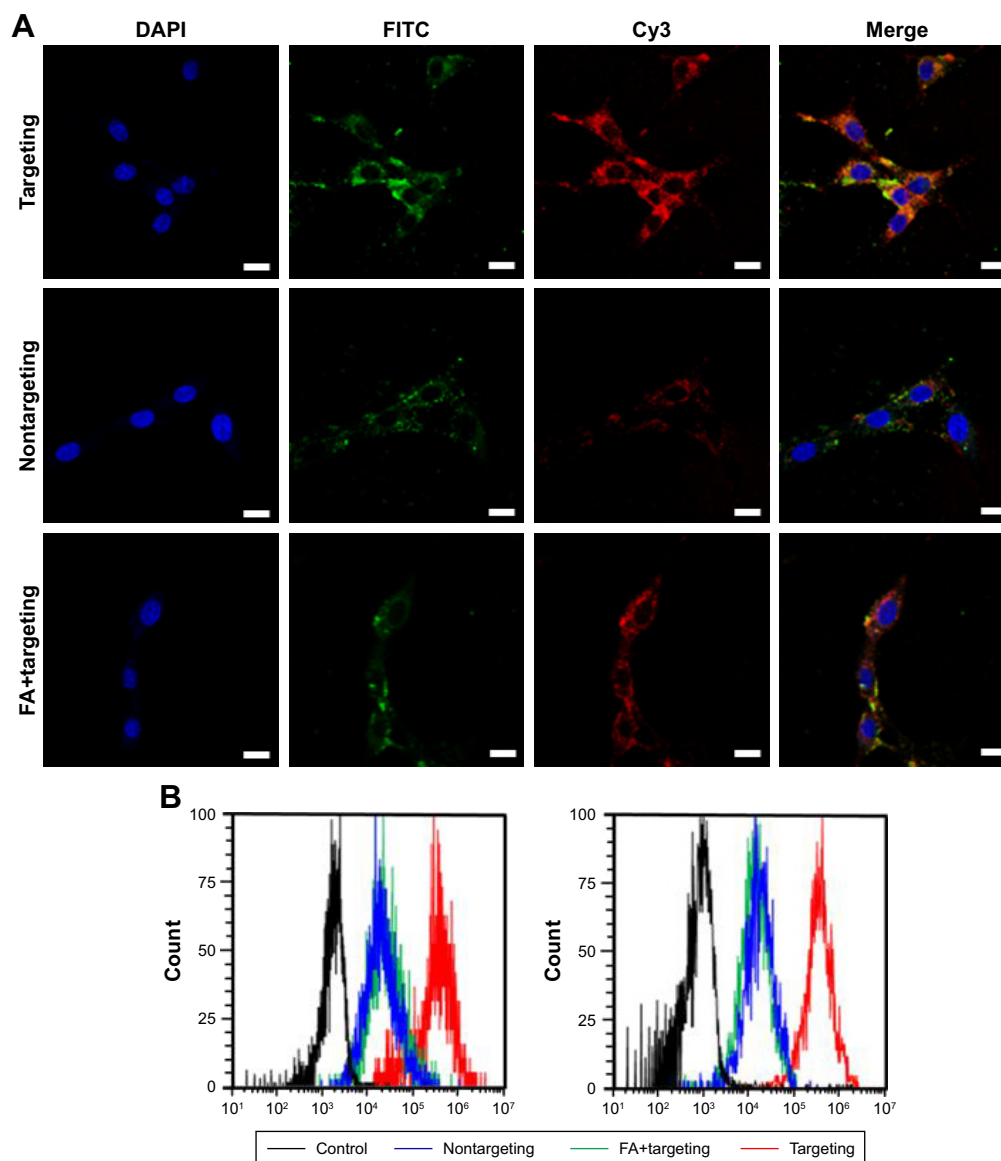 A
DAPI FITC Cy3 Merge
Targeting
Nontargeting
FA+targeting
B
100 100
75 75
50 50
25 25
0 0
Count Count
10¹ 10² 10³ 10⁴ 10⁵ 10⁶ 10⁷ 10¹ 10² 10³ 10⁴ 10⁵ 10⁶ 10⁷
Control Nontargeting FA+targeting Targeting